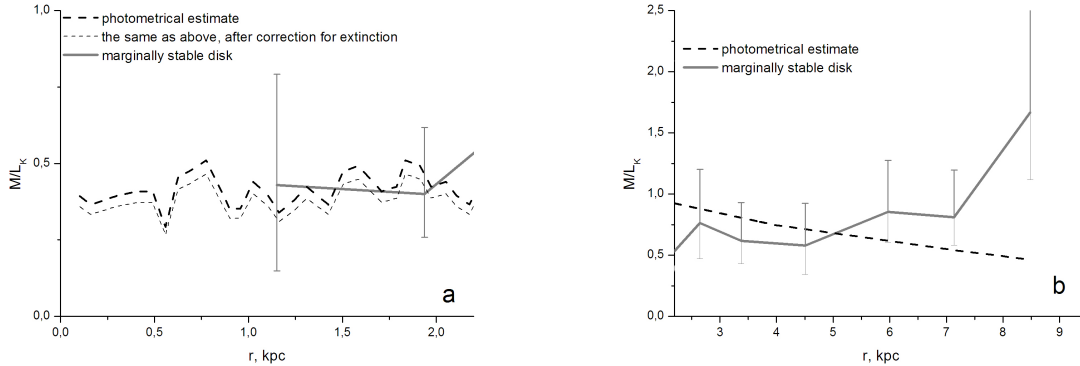 1,0
photometrical estimate
the same as above, after correction for extinction
marginally stable disk
0,5
M/L_K
0,0
a
0,0 0,5 1,0 1,5 2,0
r, kpc
2,5
photometrical estimate
marginally stable disk
2,0
1,5
M/L_K
1,0
0,5
0,0
b
3 4 5 6 7 8 9
r, kpc